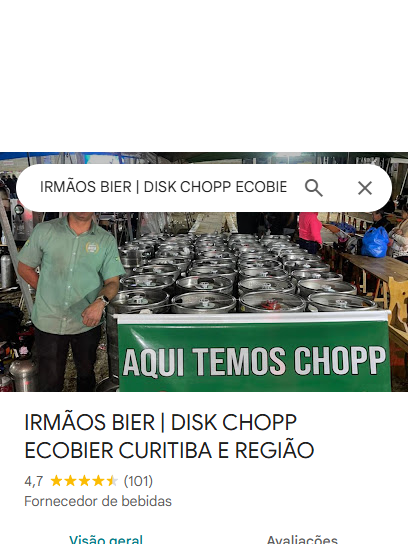 IRMÃOS BIER | DISK CHOPP ECOBIE
AQUI TEMOS CHOPP
IRMÃOS BIER | DISK CHOPP
ECOBIER CURITIBA E REGIÃO
4,7 (101)
Fornecedor de bebidas
Visão geral Avaliações